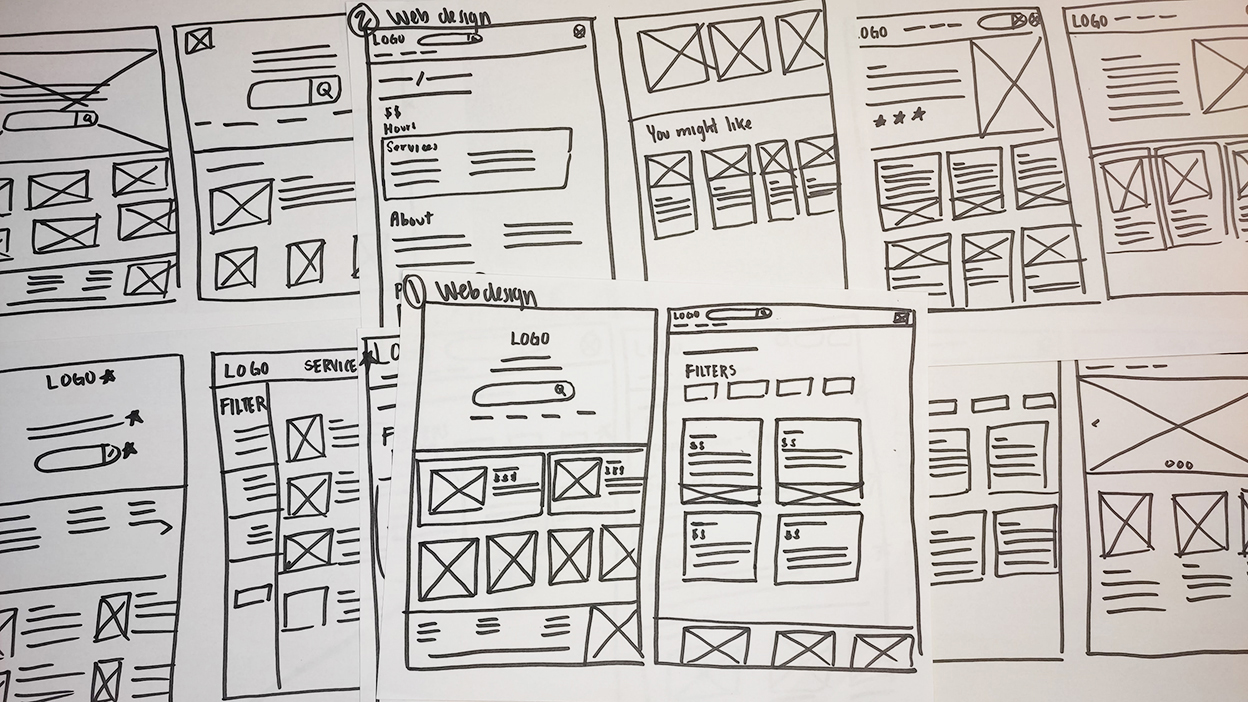 ② Web design
LOGO
$$
Hours
Services
About
You might like
LOGO
LOGO
① Web design
LOGO
LOGO
FILTERS
$$
$$
$$
$$
$$$
$$$
LOGO
LOGO
SERVICE
FILTER
LO
F